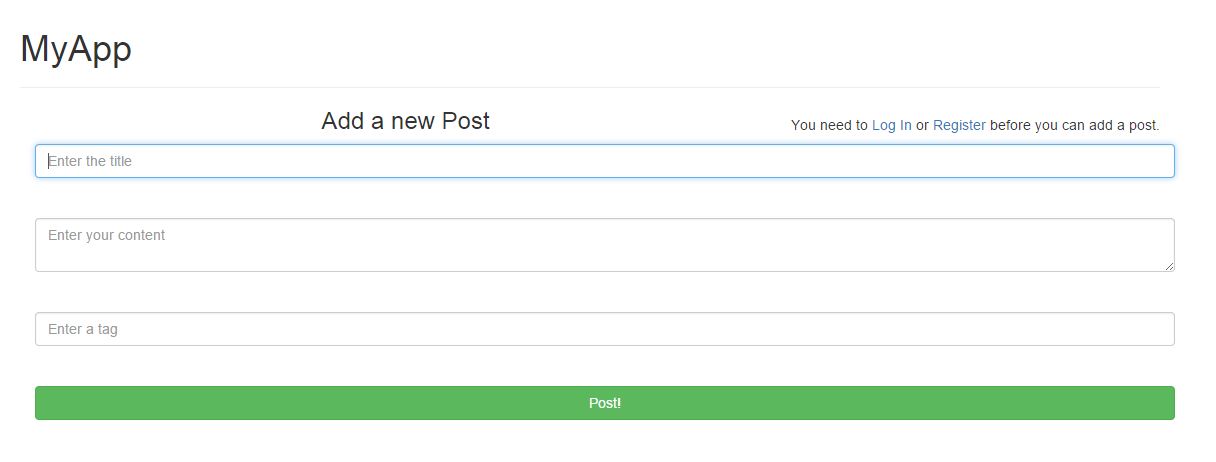 MyApp
Add a new Post
You need to Log In or Register before you can add a post.
Enter the title
Enter your content
Enter a tag
Post!